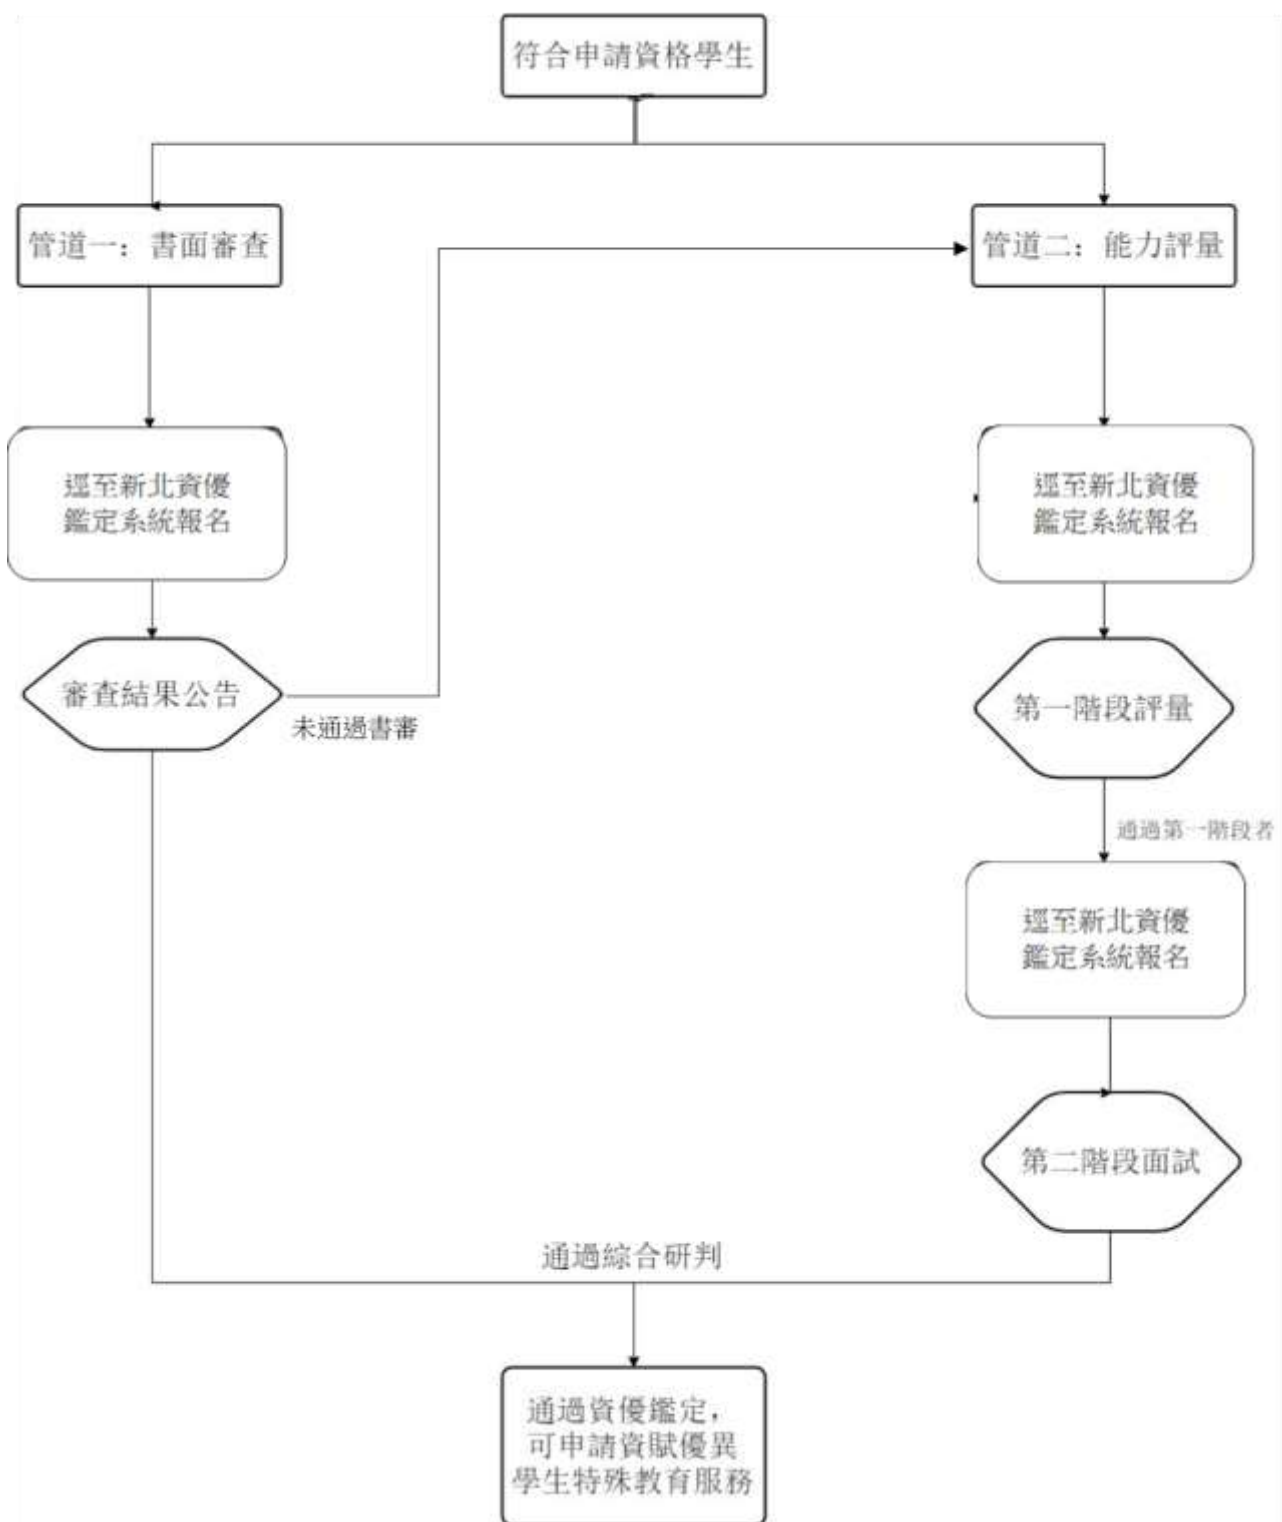 符合申請資格學生
管道一：書面審查
管道二：能力評量
逕至新北資優
鑑定系統報名
逕至新北資優
鑑定系統報名
審查結果公告
未通過書審
第一階段評量
通過第一階段者
逕至新北資優
鑑定系統報名
第二階段面試
通過綜合研判
通過資優鑑定，
可申請資賦優異
學生特殊教育服務